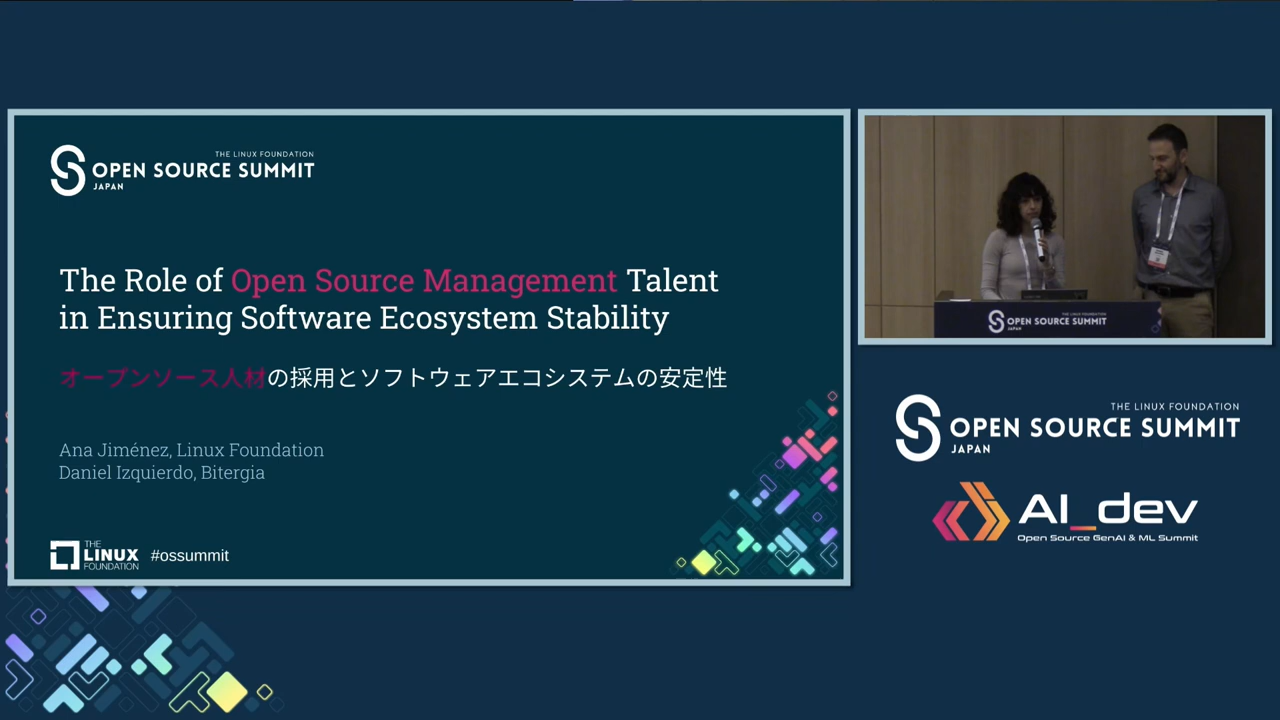 THE LINUX FOUNDATION
OPEN SOURCE SUMMIT
JAPAN
The Role of Open Source Management Talent
in Ensuring Software Ecosystem Stability
オープンソース人材の採用とソフトウェアエコシステムの安定性
Ana Jiménez, Linux Foundation
Daniel Izquierdo, Bitergia
THE
LINUX
FOUNDATION
#ossummit
THE LINUX FOUNDATION
OPEN SOURCE SUMMIT
JAPAN
THE LINUX FOUNDATION
OPEN SOURCE SUMMIT
JAPAN
AI_dev
Open Source GenAI & ML Summit